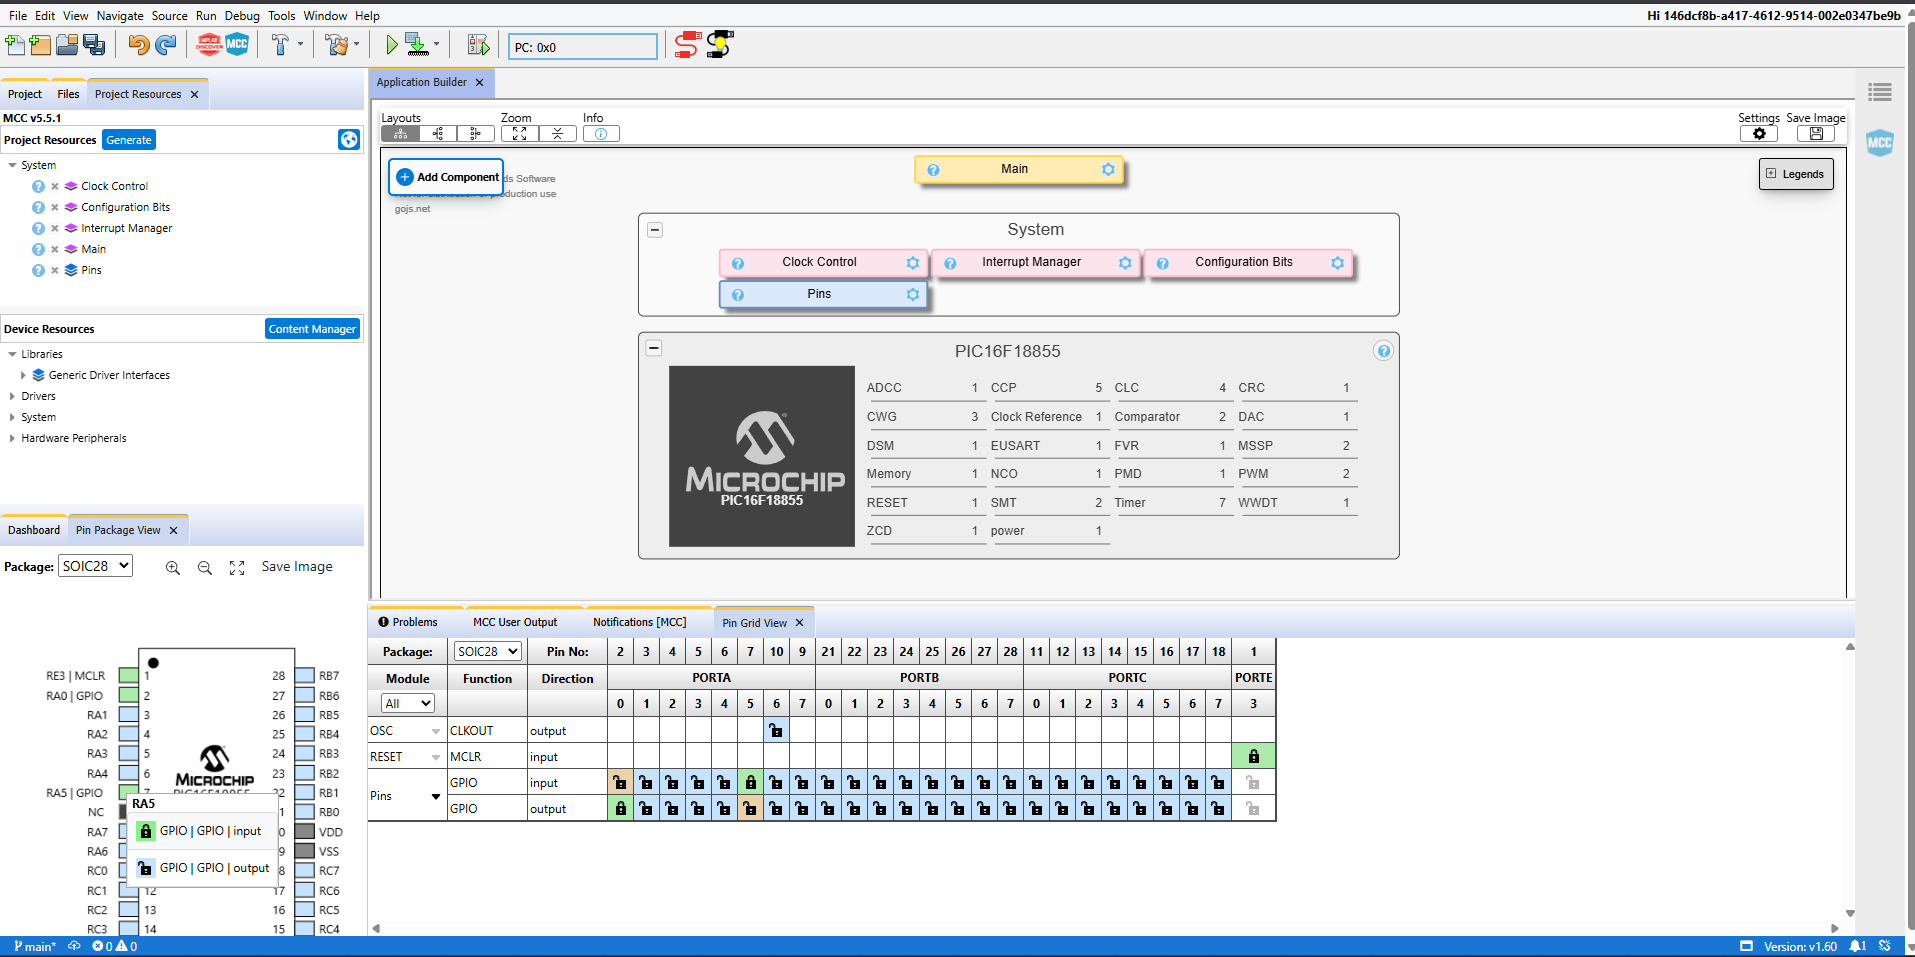 File Edit View Navigate Source Run Debug Tools Window Help
Hi 146dcf8b-a417-4612-9514-002e0347be9b
PC: 0x0
Project Files Project Resources
MCC v5.5.1
Project Resources Generate
System
Clock Control
Configuration Bits
Interrupt Manager
Main
Pins
Device Resources Content Manager
Libraries
Generic Driver Interfaces
Drivers
System
Hardware Peripherals
Application Builder
Layouts Zoom Info
Settings Save Image
Add Component
ds Software
roduction use
gojs.net
Main
Legends
System
Clock Control Interrupt Manager Configuration Bits
Pins
PIC16F18855
MICROCHIP
PIC16F18855
ADCC 1 CCP 5 CLC 4 CRC 1
CWG 3 Clock Reference 1 Comparator 2 DAC 1
DSM 1 EUSART 1 FVR 1 MSSP 2
Memory 1 NCO 1 PMD 1 PWM 2
RESET 1 SMT 2 Timer 7 WWDT 1
ZCD 1 power 1
Dashboard Pin Package View
Package: SOIC28 Save Image
RE3 | MCLR 1 28 RB7
RA0 | GPIO 2 27 RB6
RA1 3 26 RB5
RA2 4 25 RB4
RA3 5 24 RB3
RA4 6 MICROCHIP 23 RB2
RA5 | GPIO 22 RB1
NC 1 RB0
RA7 0 VDD
RA6 9 VSS
RC0 8 RC7
RC1 12 17 RC6
RC2 13 16 RC5
RC3 14 15 RC4
RA5
GPIO | GPIO | input
GPIO | GPIO | output
Problems MCC User Output Notifications [MCC] Pin Grid View
Package: SOIC28 Pin No: 2 3 4 5 6 7 10 9 21 22 23 24 25 26 27 28 11 12 13 14 15 16 17 18 1
Module Function Direction PORTA PORTB PORTC PORTE
All 0 1 2 3 4 5 6 7 0 1 2 3 4 5 6 7 0 1 2 3 4 5 6 7 3
OSC CLKOUT output
RESET MCLR input
Pins GPIO input
GPIO output
main* 0 0
Version: v1.60 1